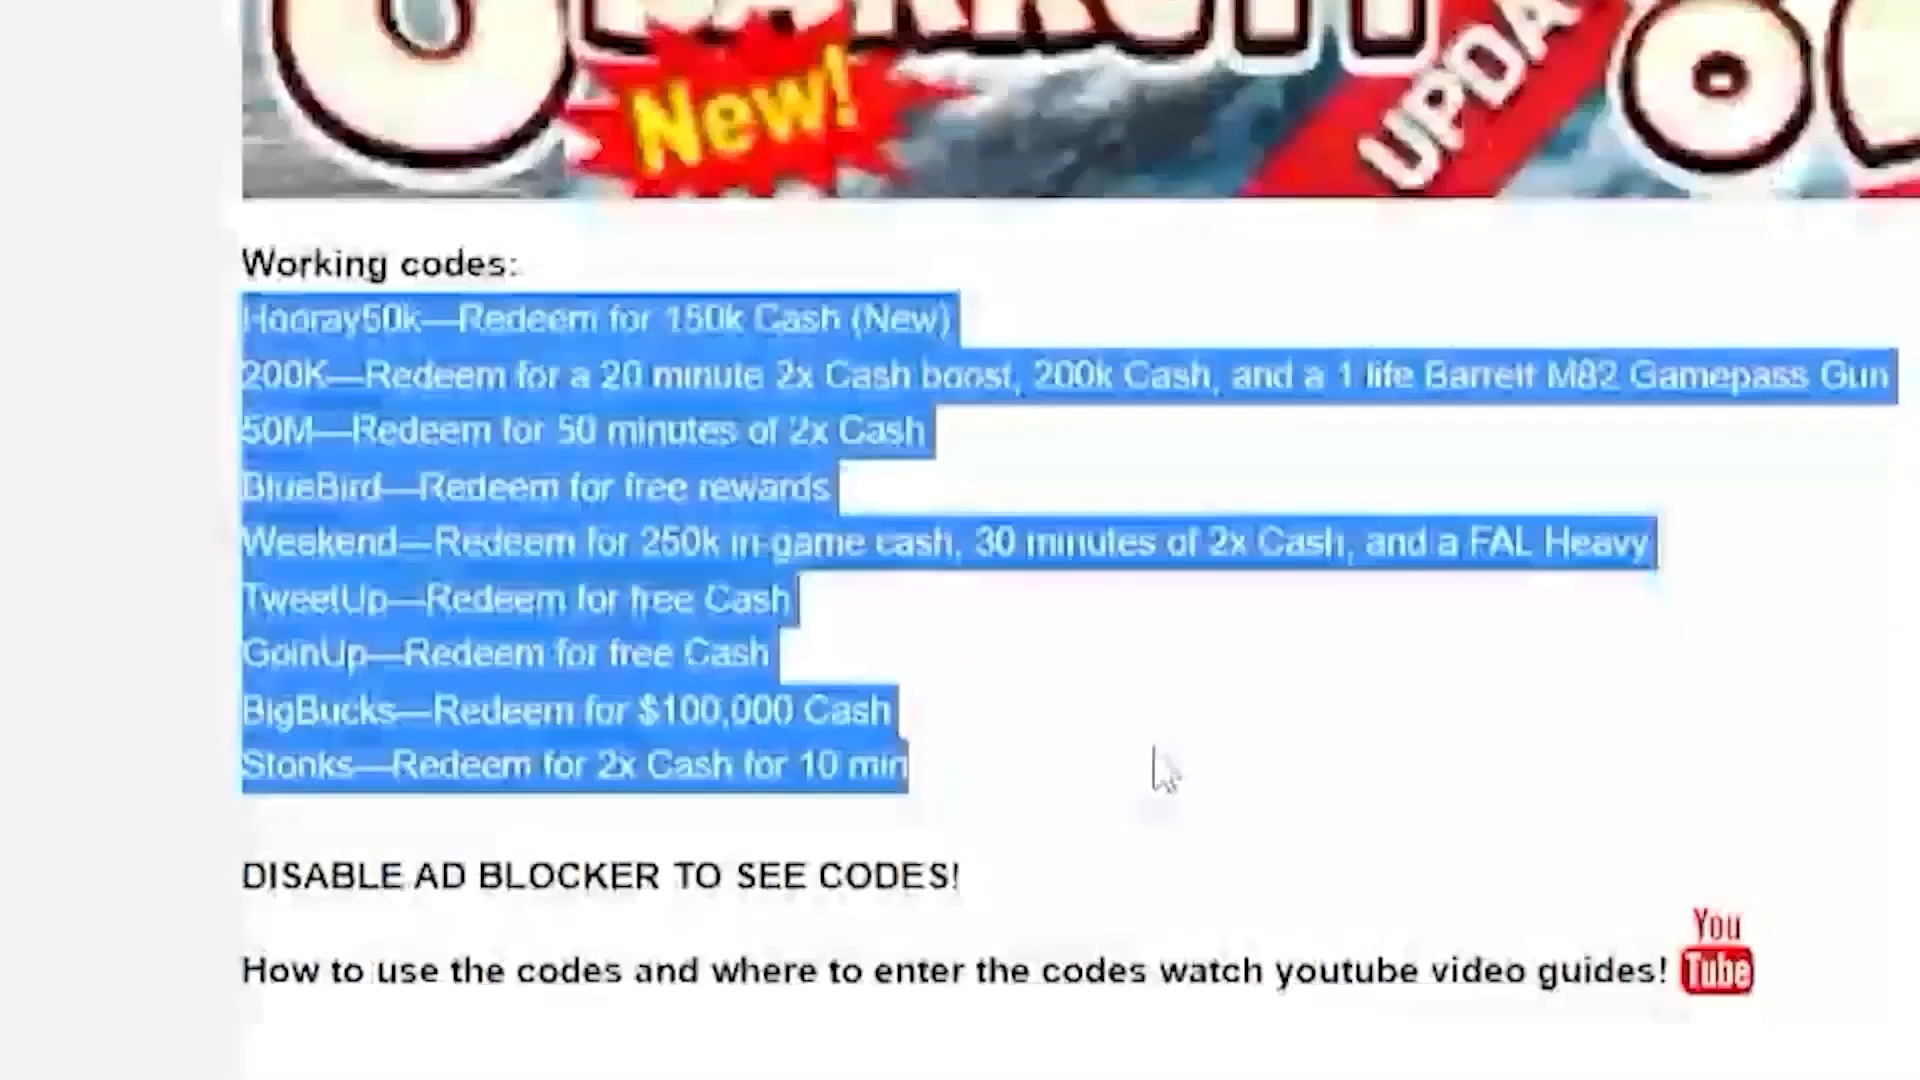 New!
UPDA
Working codes:
Hooray50k—Redeem for 150k Cash (New)
200K—Redeem for a 20 minute 2x Cash boost, 200k Cash, and a 1 life Barrett M82 Gamepass Gun
50M—Redeem for 50 minutes of 2x Cash
BlueBird—Redeem for free rewards
Weekend—Redeem for 250k in-game cash, 30 minutes of 2x Cash, and a FAL Heavy
TweetUp—Redeem for free Cash
GoinUp—Redeem for free Cash
BigBucks—Redeem for $100,000 Cash
Stonks—Redeem for 2x Cash for 10 min
DISABLE AD BLOCKER TO SEE CODES!
How to use the codes and where to enter the codes watch youtube video guides! You Tube